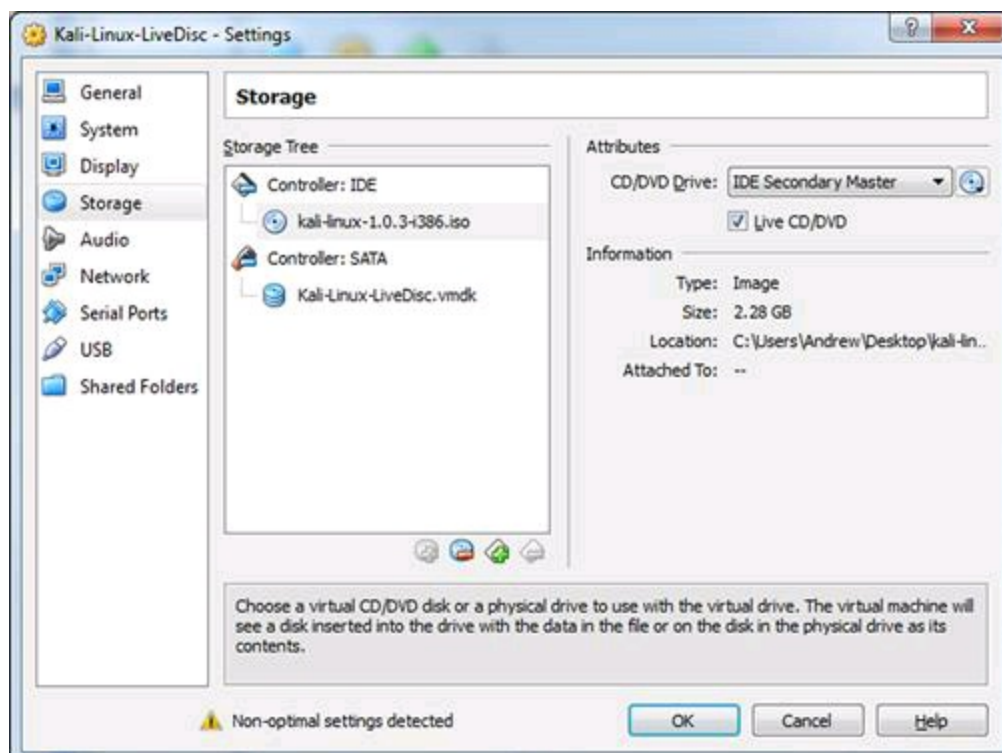 Kali-Linux-LiveDisc - Settings
General
System
Display
Storage
Audio
Network
Serial Ports
USB
Shared Folders
Storage
Storage Tree
Controller: IDE
kali-linux-1.0.3-i386.iso
Controller: SATA
Kali-Linux-LiveDisc.vmdk
Attributes
CD/DVD Drive: IDE Secondary Master
Live CD/DVD
Information
Type: Image
Size: 2.28 GB
Location: C:\Users\Andrew\Desktop\kali-lin..
Attached To: --
Choose a virtual CD/DVD disk or a physical drive to use with the virtual drive. The virtual machine will
see a disk inserted into the drive with the data in the file or on the disk in the physical drive as its
contents.
Non-optimal settings detected
OK
Cancel
Help